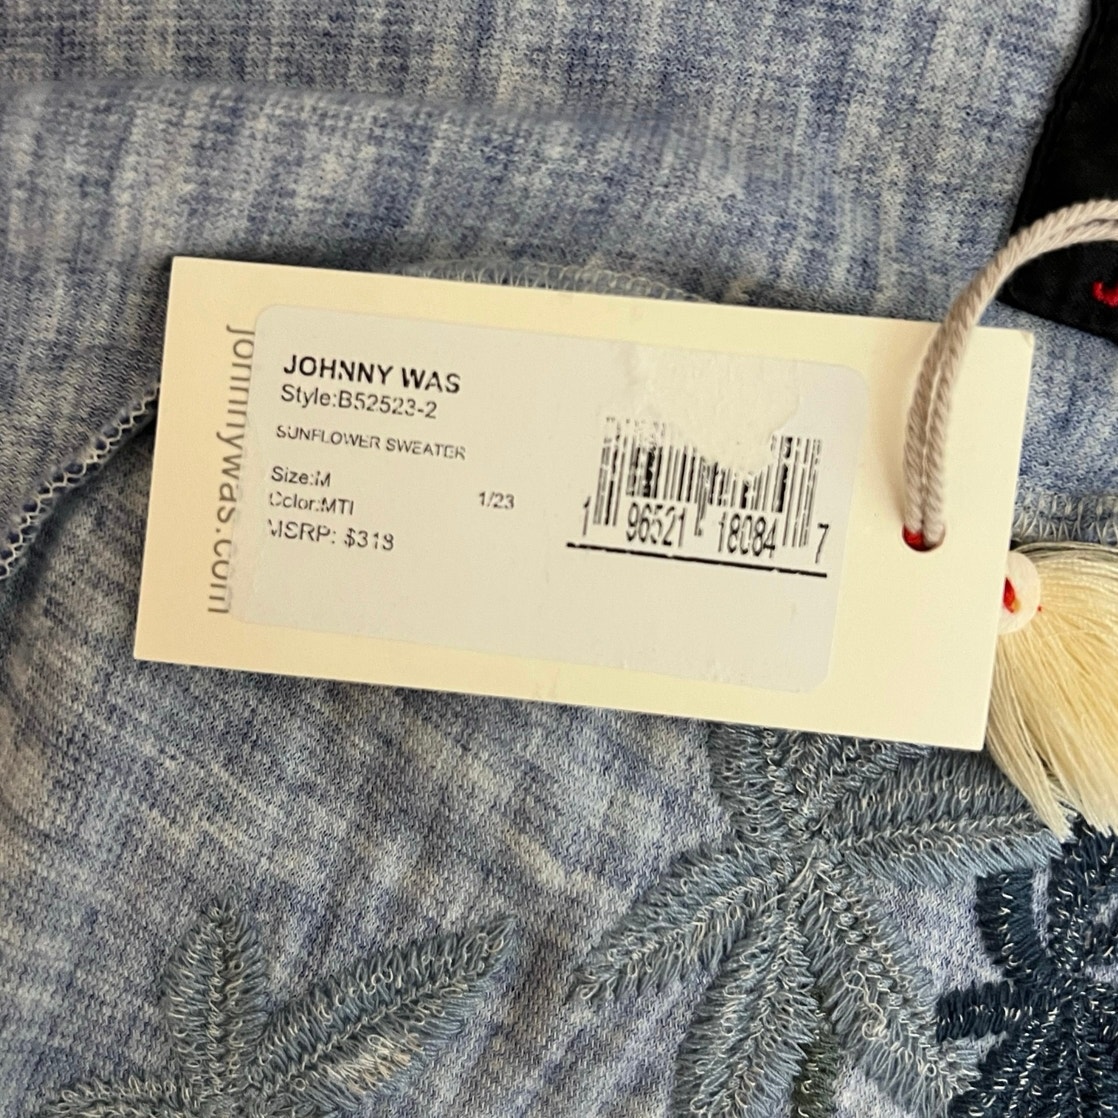 johnnywas.com
JOHNNY WAS
Style:B52523-2
SUNFLOWER SWEATER
Size:M
Color:MTI 1/23
MSRP: $318
1 96521 18084 7